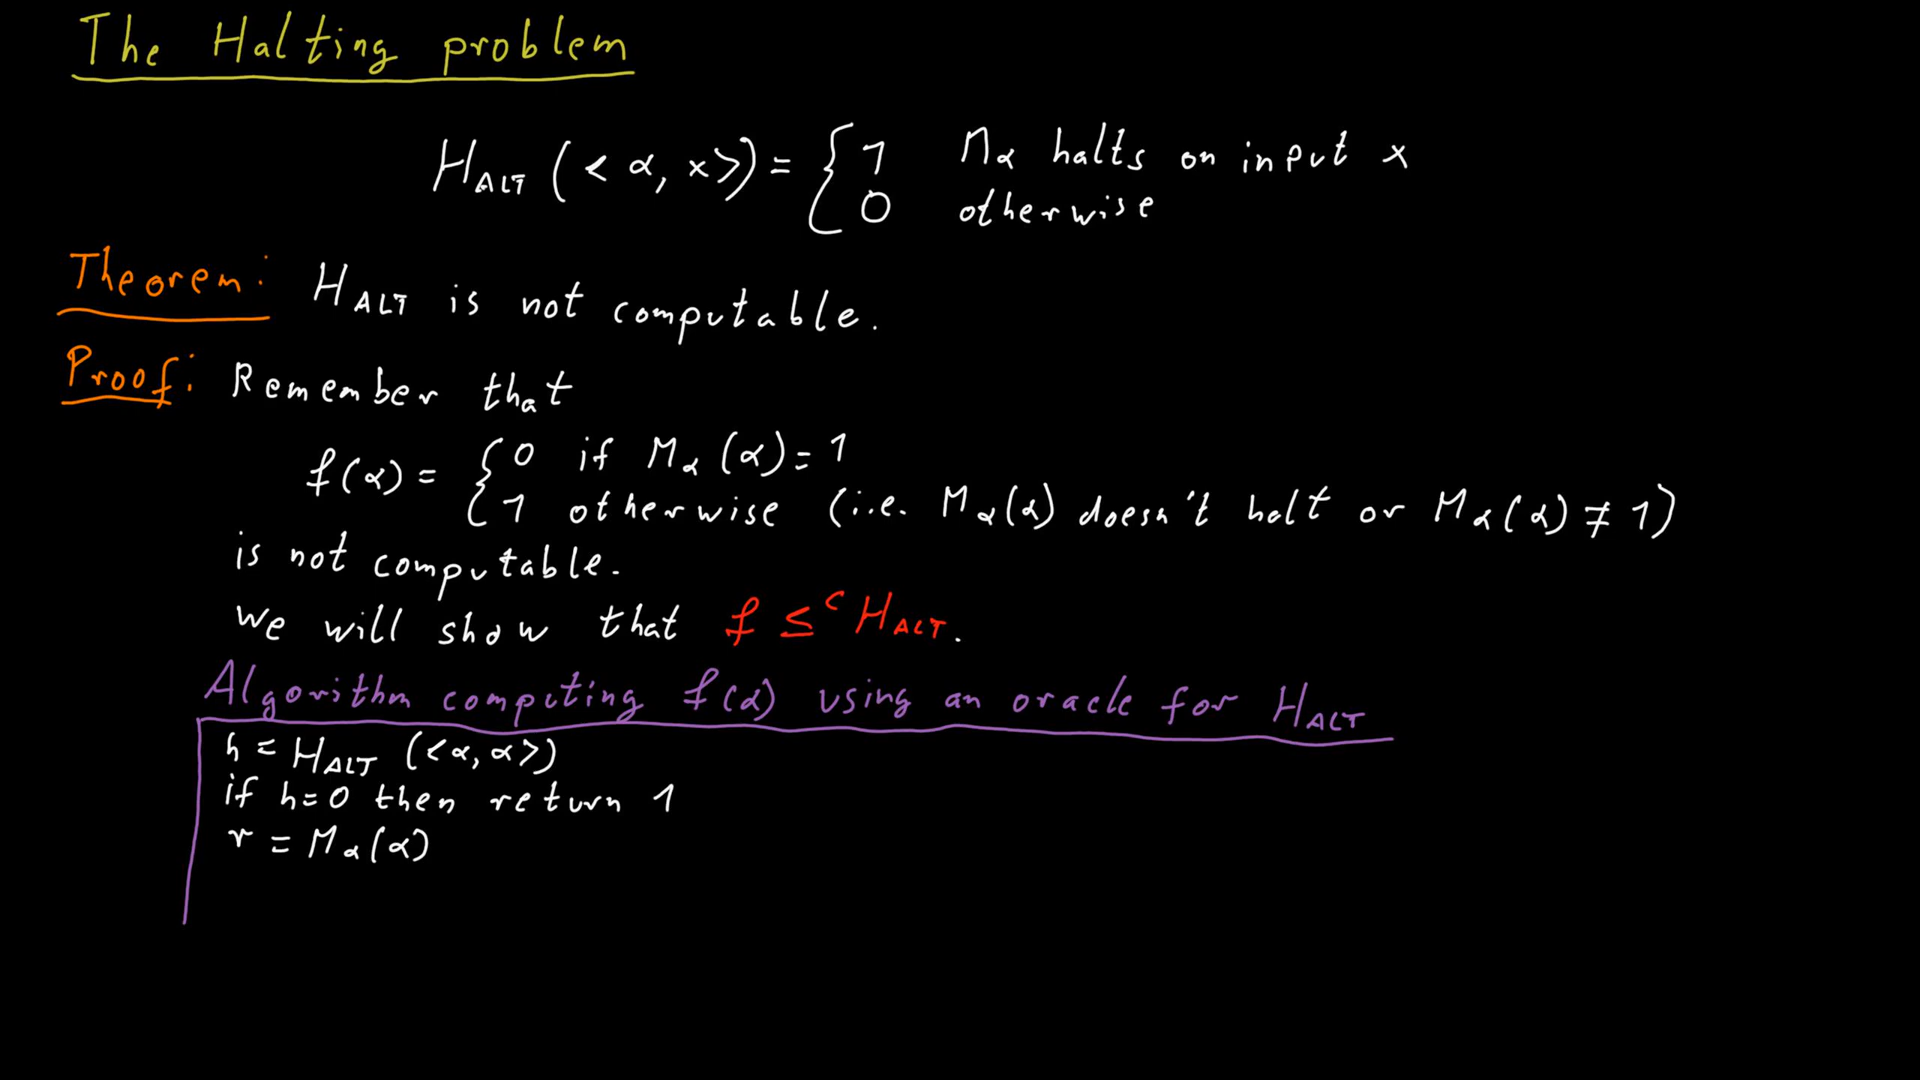 The Halting problem
HALT (<α, x>) = { 1 Mα halts on input x
0 otherwise
Theorem: HALT is not computable.
Proof: Remember that
f(α) = { 0 if Mα(α) = 1
1 otherwise (i.e. Mα(α) doesn't halt or Mα(α) ≠ 1)
is not computable.
We will show that f ≤ᶜ HALT.
Algorithm computing f(α) using an oracle for HALT
h = HALT (<α, α>)
if h=0 then return 1
r = Mα(α)